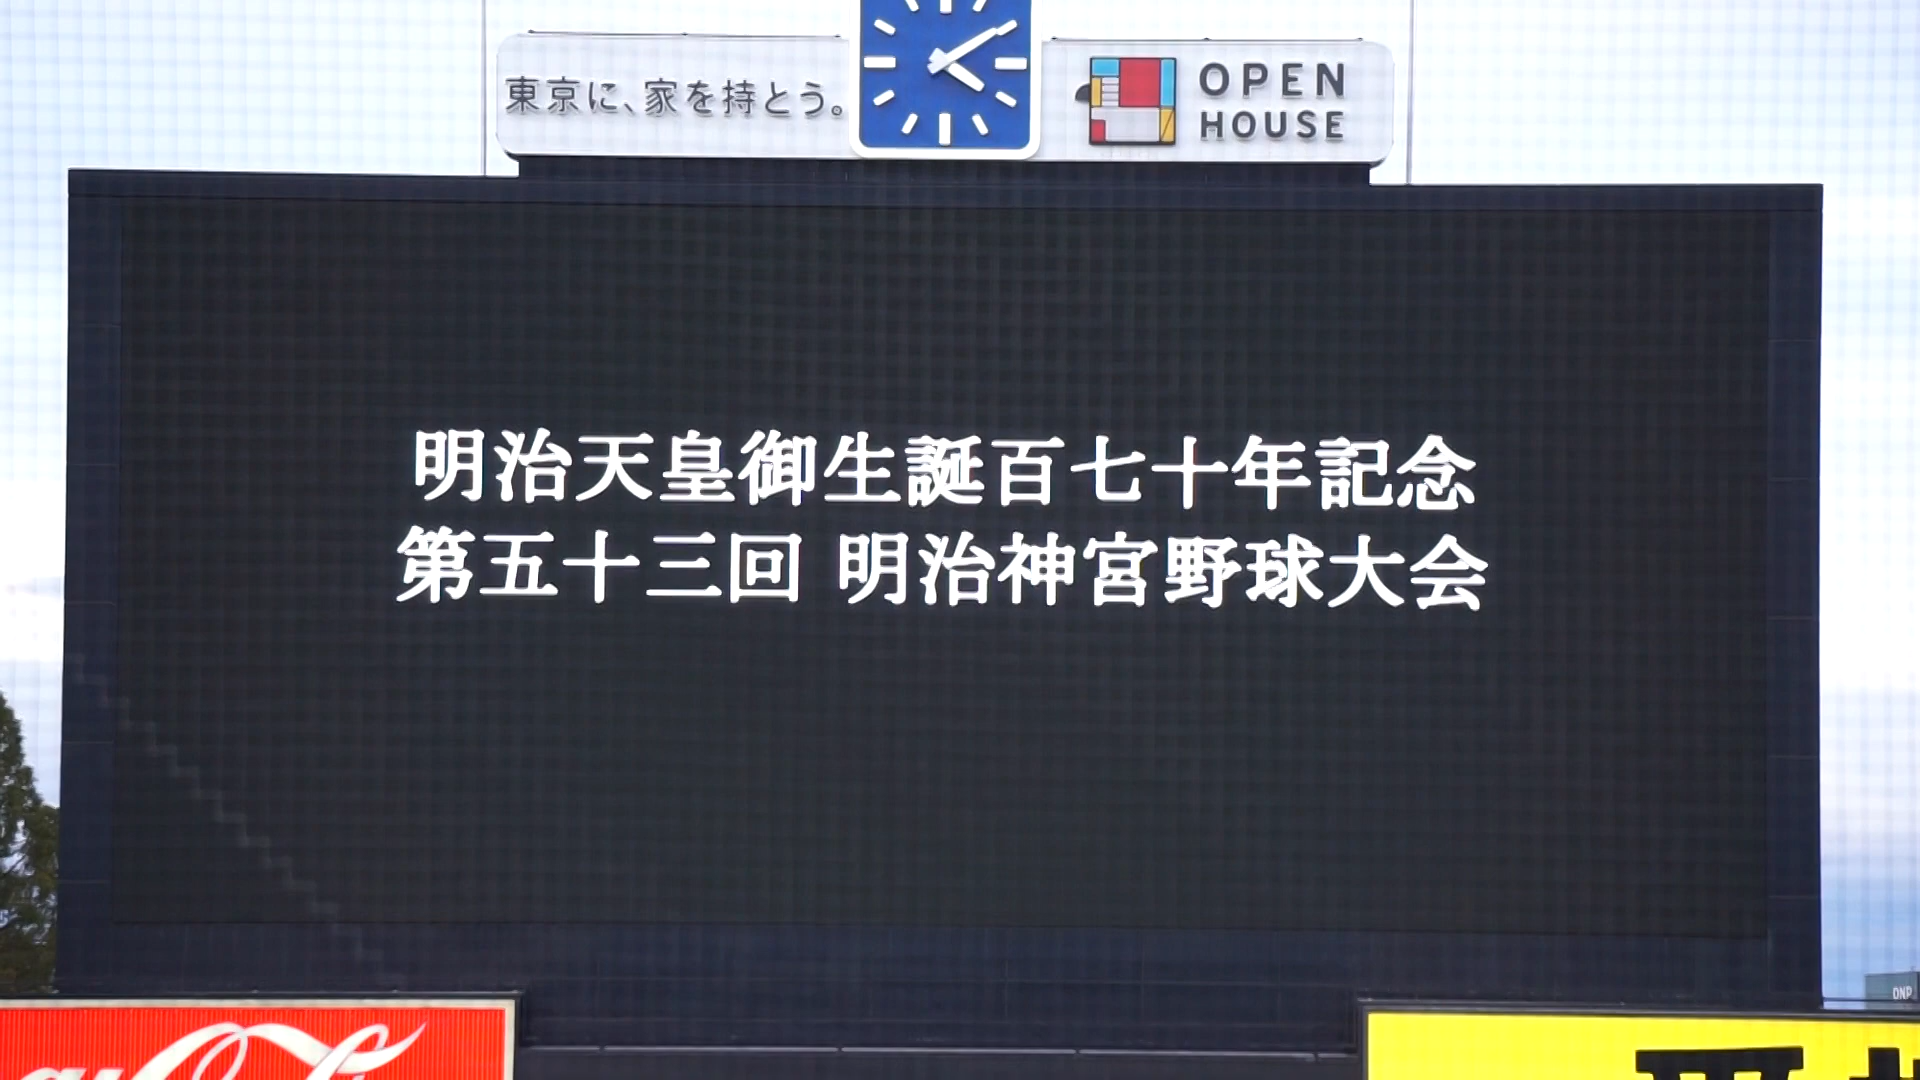 東京に、家を持とう。
OPEN
HOUSE
明治天皇御生誕百七十年記念
第五十三回 明治神宮野球大会
DNP